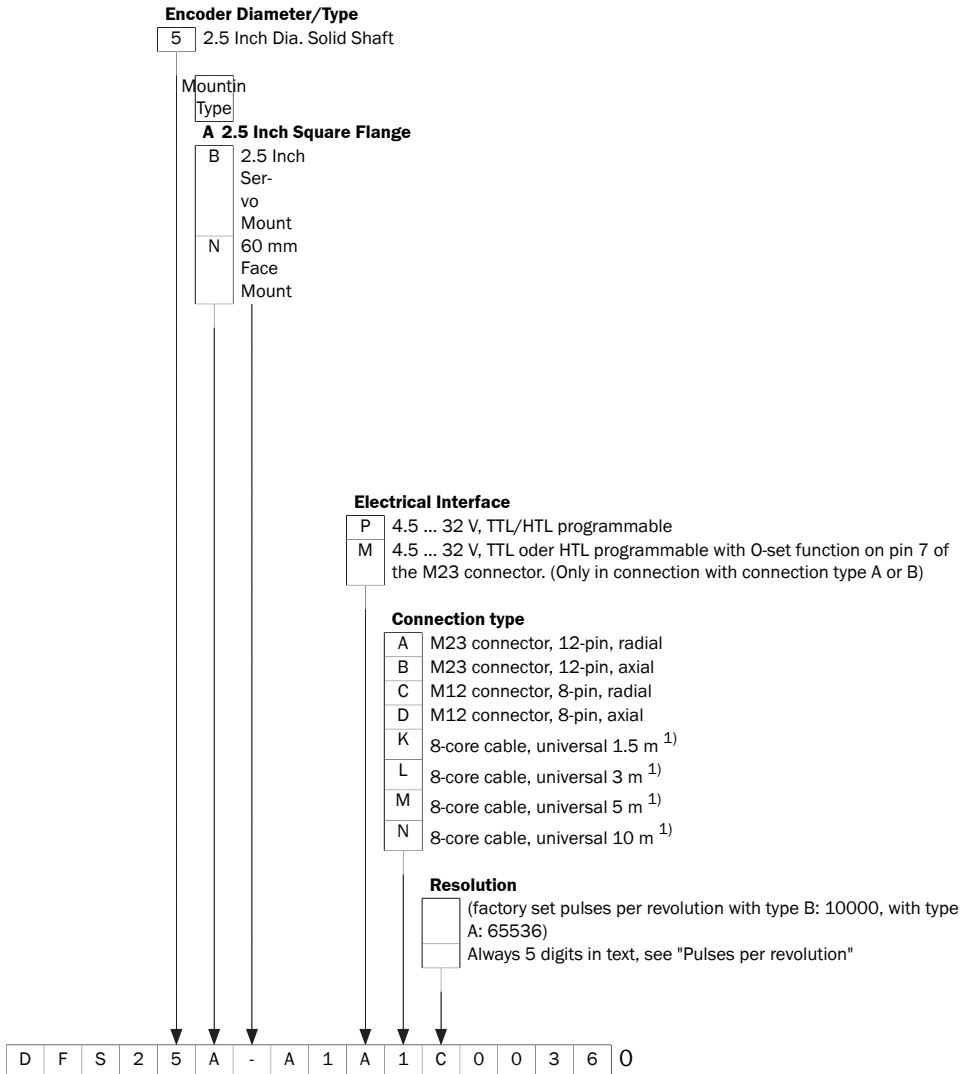 Encoder Diameter/Type
5 2.5 Inch Dia. Solid Shaft
Mountin
Type
A 2.5 Inch Square Flange
B 2.5 Inch
Ser-
vo
Mount
N 60 mm
Face
Mount
Electrical Interface
P 4.5 ... 32 V, TTL/HTL programmable
M 4.5 ... 32 V, TTL oder HTL programmable with O-set function on pin 7 of
the M23 connector. (Only in connection with connection type A or B)
Connection type
A M23 connector, 12-pin, radial
B M23 connector, 12-pin, axial
C M12 connector, 8-pin, radial
D M12 connector, 8-pin, axial
K 8-core cable, universal 1.5 m 1)
L 8-core cable, universal 3 m 1)
M 8-core cable, universal 5 m 1)
N 8-core cable, universal 10 m 1)
Resolution
(factory set pulses per revolution with type B: 10000, with type
A: 65536)
Always 5 digits in text, see "Pulses per revolution"
D F S 2 5 A - A 1 A 1 C 0 0 3 6 0